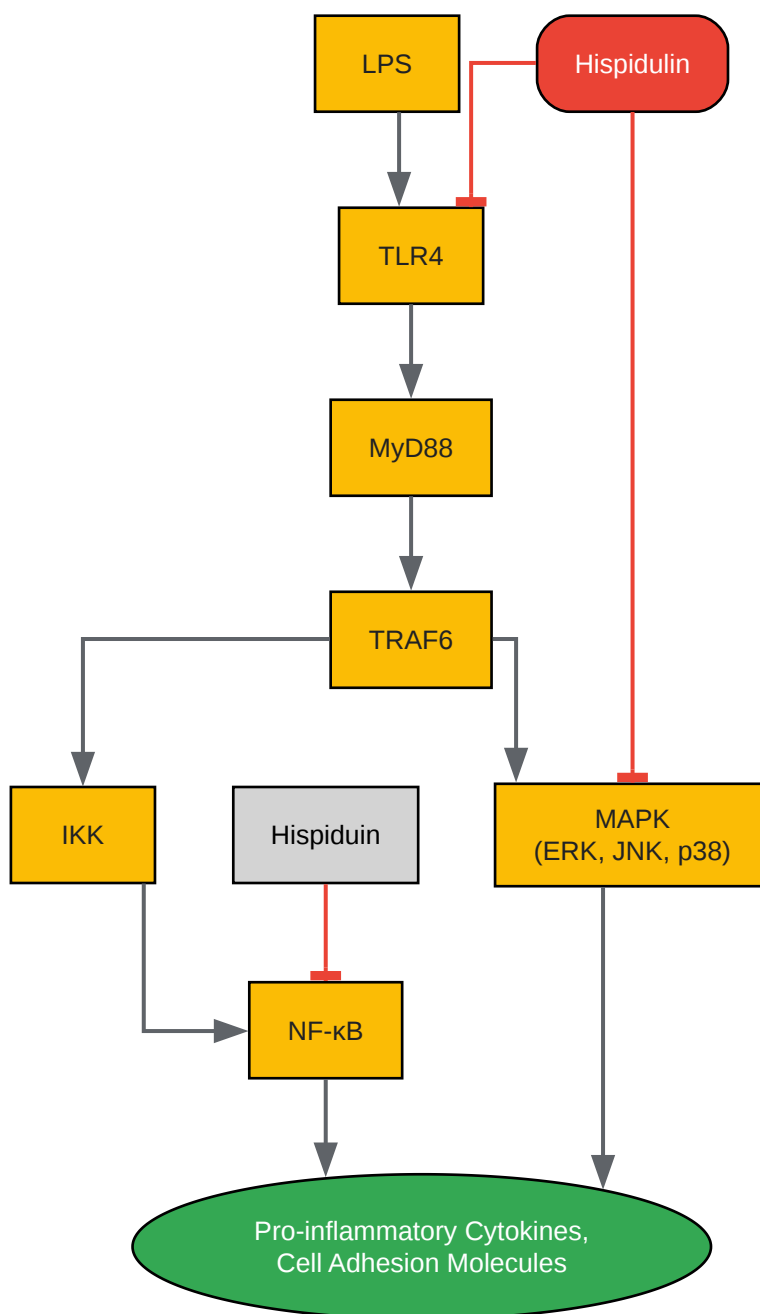 LPS
Hispidulin
TLR4
MyD88
TRAF6
IKK
Hispiduin
MAPK
(ERK, JNK, p38)
NF-κB
Pro-inflammatory Cytokines,
Cell Adhesion Molecules